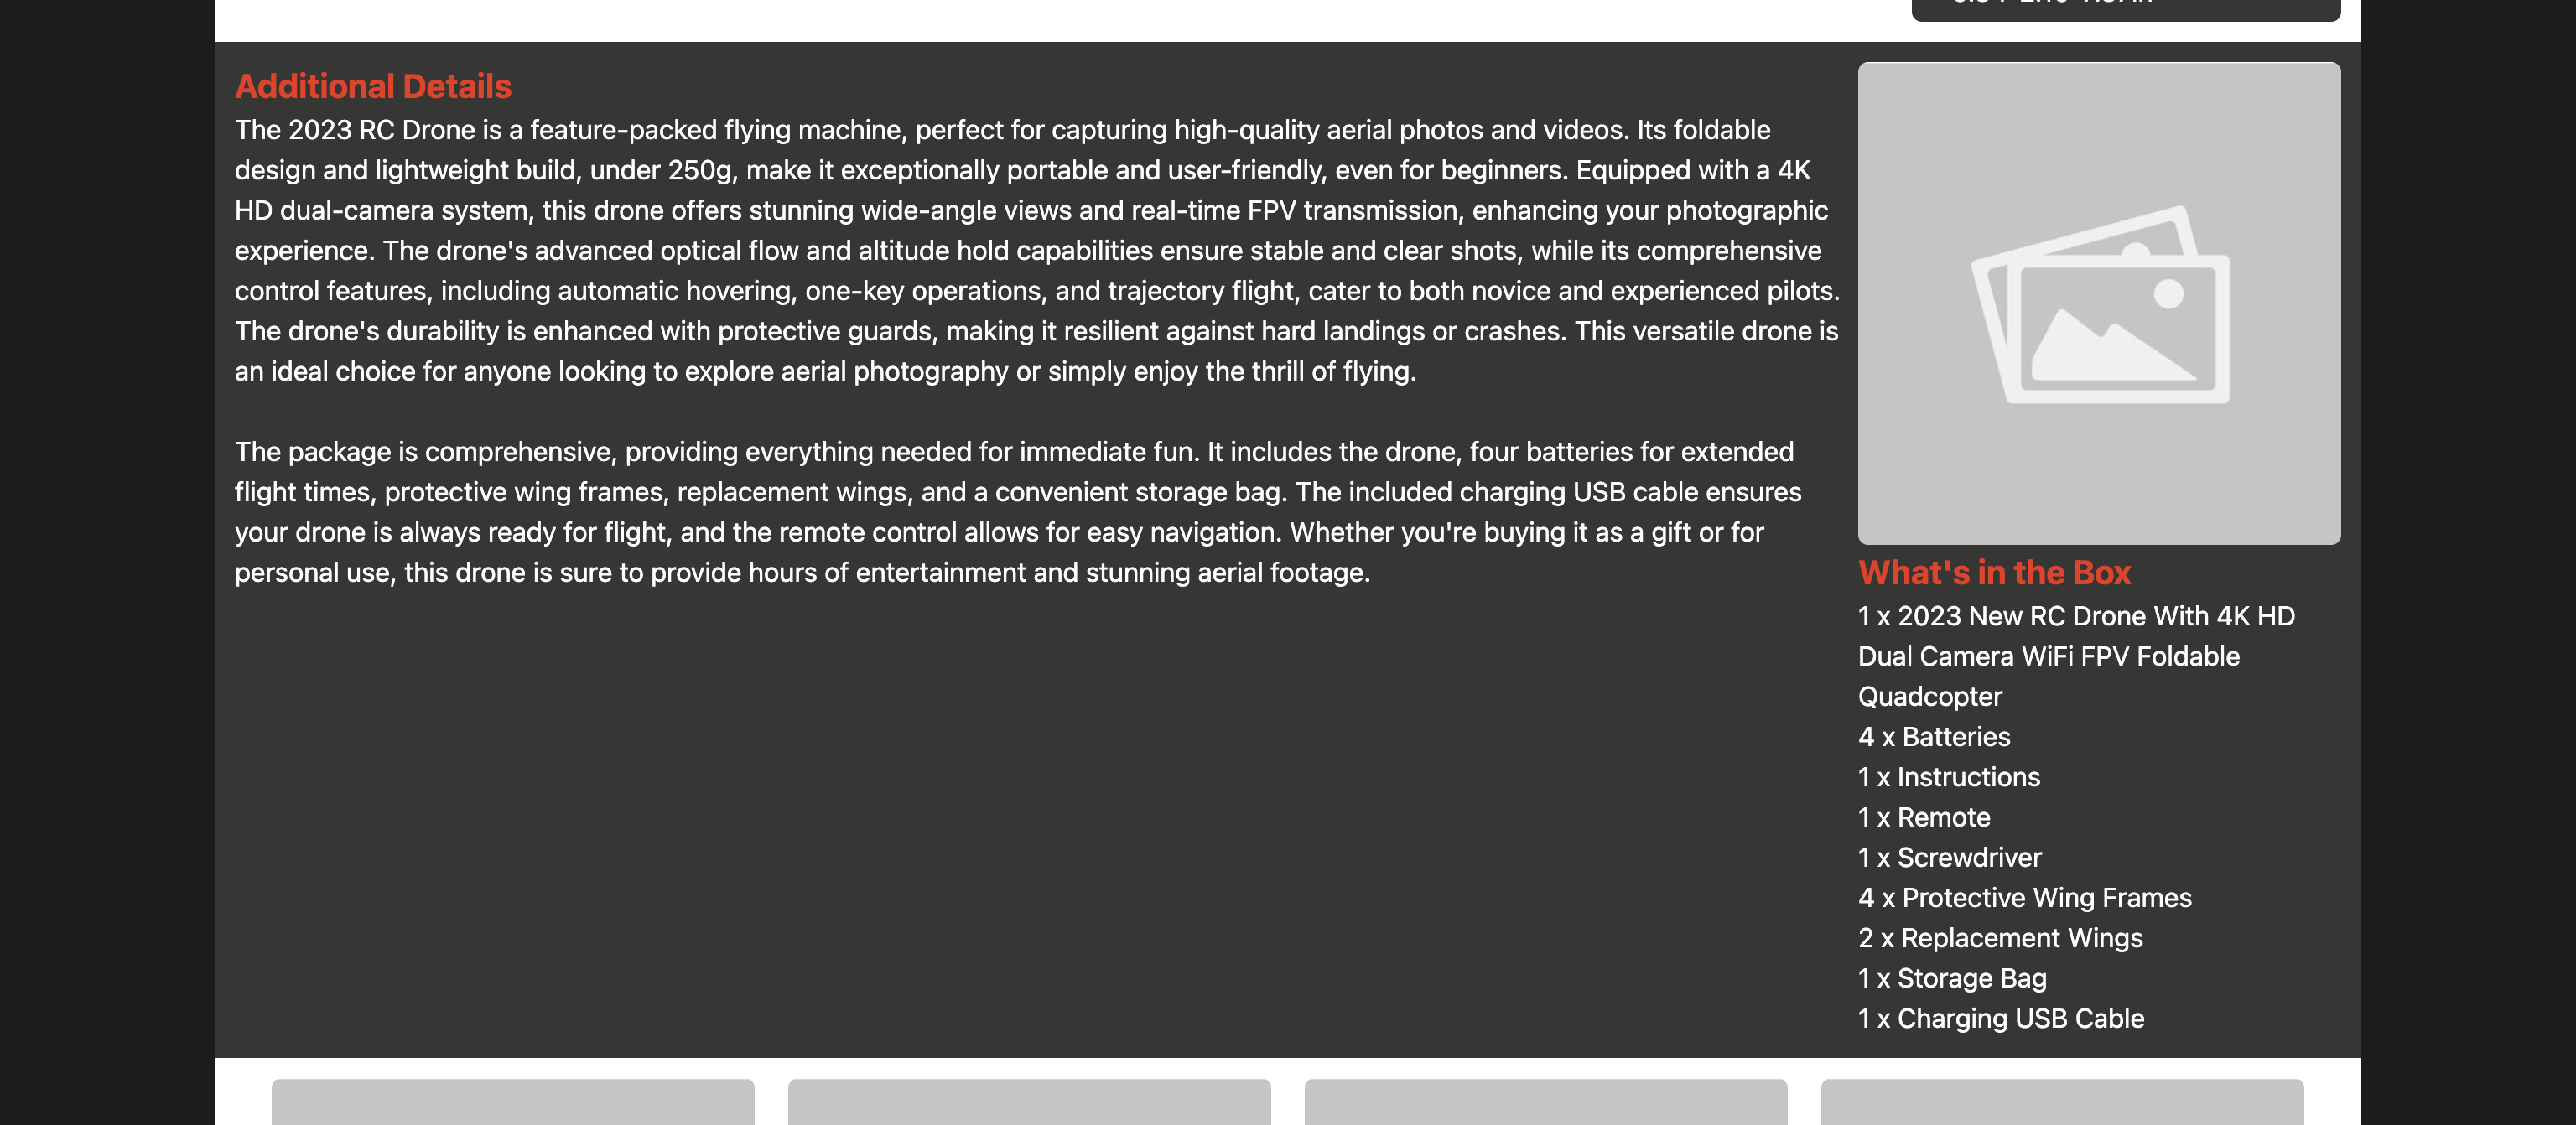 Additional Details
The 2023 RC Drone is a feature-packed flying machine, perfect for capturing high-quality aerial photos and videos. Its foldable
design and lightweight build, under 250g, make it exceptionally portable and user-friendly, even for beginners. Equipped with a 4K
HD dual-camera system, this drone offers stunning wide-angle views and real-time FPV transmission, enhancing your photographic
experience. The drone's advanced optical flow and altitude hold capabilities ensure stable and clear shots, while its comprehensive
control features, including automatic hovering, one-key operations, and trajectory flight, cater to both novice and experienced pilots.
The drone's durability is enhanced with protective guards, making it resilient against hard landings or crashes. This versatile drone is
an ideal choice for anyone looking to explore aerial photography or simply enjoy the thrill of flying.
The package is comprehensive, providing everything needed for immediate fun. It includes the drone, four batteries for extended
flight times, protective wing frames, replacement wings, and a convenient storage bag. The included charging USB cable ensures
your drone is always ready for flight, and the remote control allows for easy navigation. Whether you're buying it as a gift or for
personal use, this drone is sure to provide hours of entertainment and stunning aerial footage.
What's in the Box
1 x 2023 New RC Drone With 4K HD
Dual Camera WiFi FPV Foldable
Quadcopter
4 x Batteries
1 x Instructions
1 x Remote
1 x Screwdriver
4 x Protective Wing Frames
2 x Replacement Wings
1 x Storage Bag
1 x Charging USB Cable